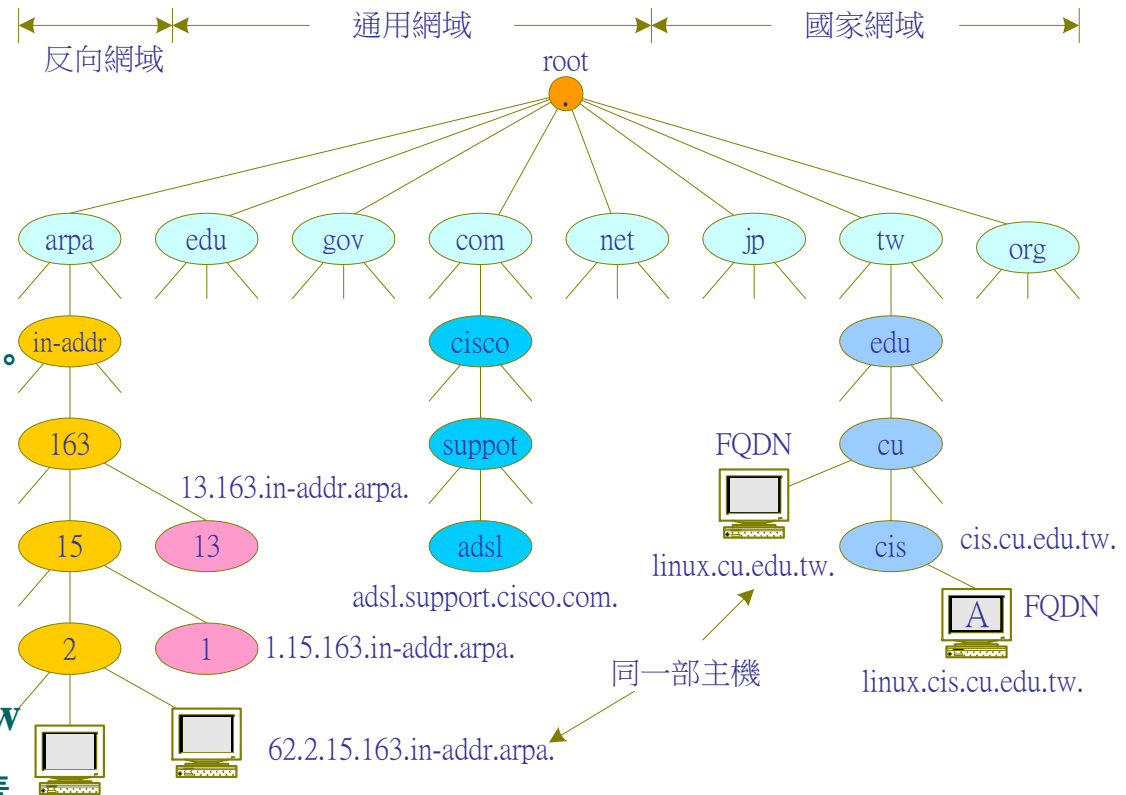 反向網域
通用網域
國家網域
root
.
arpa
edu
gov
com
net
jp
tw
org
in-addr
cisco
edu
。
163
suppot
FQDN
cu
13.163.in-addr.arpa.
15
13
adsl
linux.cu.edu.tw.
cis
cis.cu.edu.tw.
adsl.support.cisco.com.
A
FQDN
2
1
1.15.163.in-addr.arpa.
同一部主機
linux.cis.cu.edu.tw.
w
62.2.15.163.in-addr.arpa.